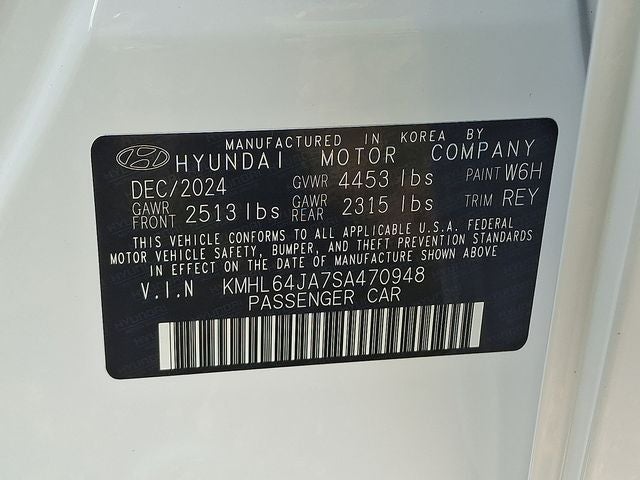 MANUFACTURED IN KOREA BY
HYUNDAI MOTOR COMPANY
DEC/2024 GVWR 4453 lbs PAINT W6H
GAWR FRONT 2513 lbs GAWR REAR 2315 lbs TRIM REY
THIS VEHICLE CONFORMS TO ALL APPLICABLE U.S.A. FEDERAL
MOTOR VEHICLE SAFETY, BUMPER, AND THEFT PREVENTION STANDARDS
IN EFFECT ON THE DATE OF MANUFACTURE SHOWN ABOVE
V.I.N KMHL64JA7SA470948
PASSENGER CAR